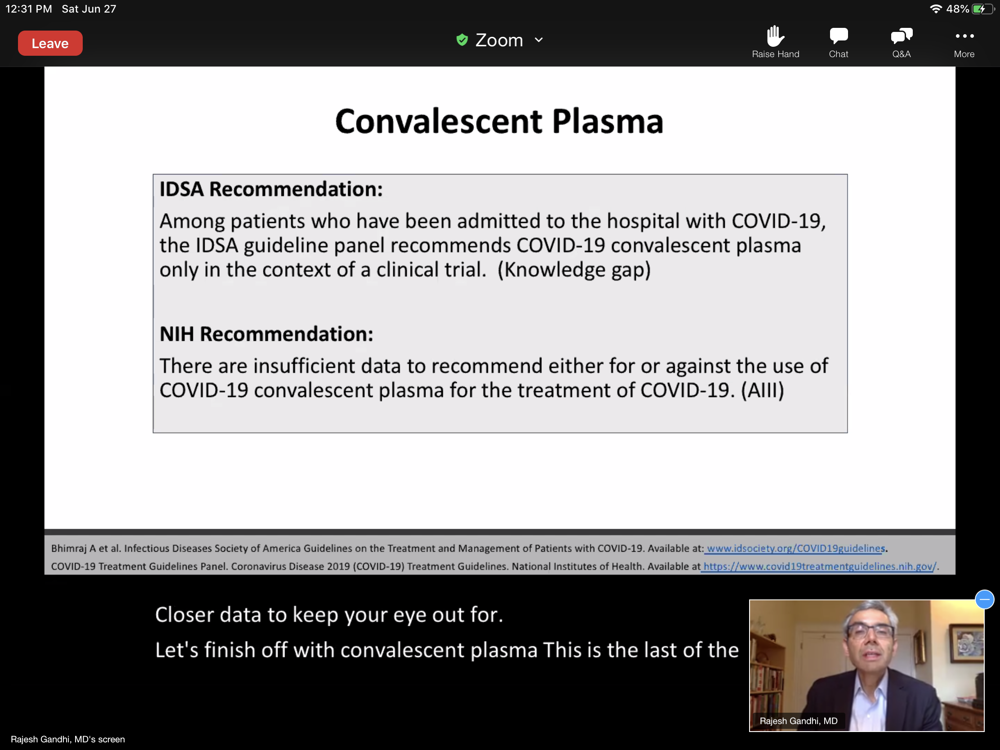 12:31 PM Sat Jun 27
48%
Leave
Zoom
Raise Hand
Chat
Q&A
More
Convalescent Plasma
IDSA Recommendation:
Among patients who have been admitted to the hospital with COVID-19,
the IDSA guideline panel recommends COVID-19 convalescent plasma
only in the context of a clinical trial. (Knowledge gap)
NIH Recommendation:
There are insufficient data to recommend either for or against the use of
COVID-19 convalescent plasma for the treatment of COVID-19. (AIII)
Bhimraj A et al. Infectious Diseases Society of America Guidelines on the Treatment and Management of Patients with COVID-19. Available at: www.idsociety.org/COVID19guidelines.
COVID-19 Treatment Guidelines Panel. Coronavirus Disease 2019 (COVID-19) Treatment Guidelines. National Institutes of Health. Available at https://www.covid19treatmentguidelines.nih.gov/.
Closer data to keep your eye out for.
Let's finish off with convalescent plasma This is the last of the
Rajesh Gandhi, MD
Rajesh Gandhi, MD's screen